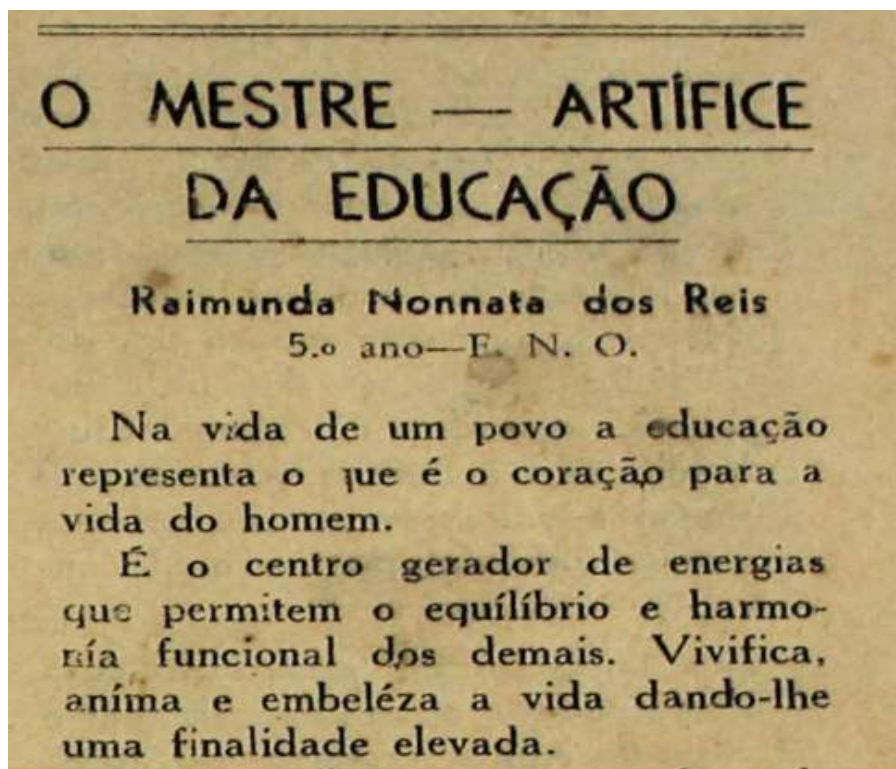 O MESTRE — ARTÍFICE
DA EDUCAÇÃO
Raimunda Nonnata dos Reis
5.º ano—E. N. O.
Na vida de um povo a educação
representa o que é o coração para a
vida do homem.
É o centro gerador de energias
que permitem o equílíbrio e harmo-
nía funcional dos demais. Vivifica,
aníma e embeléza a vida dando-lhe
uma finalidade elevada.